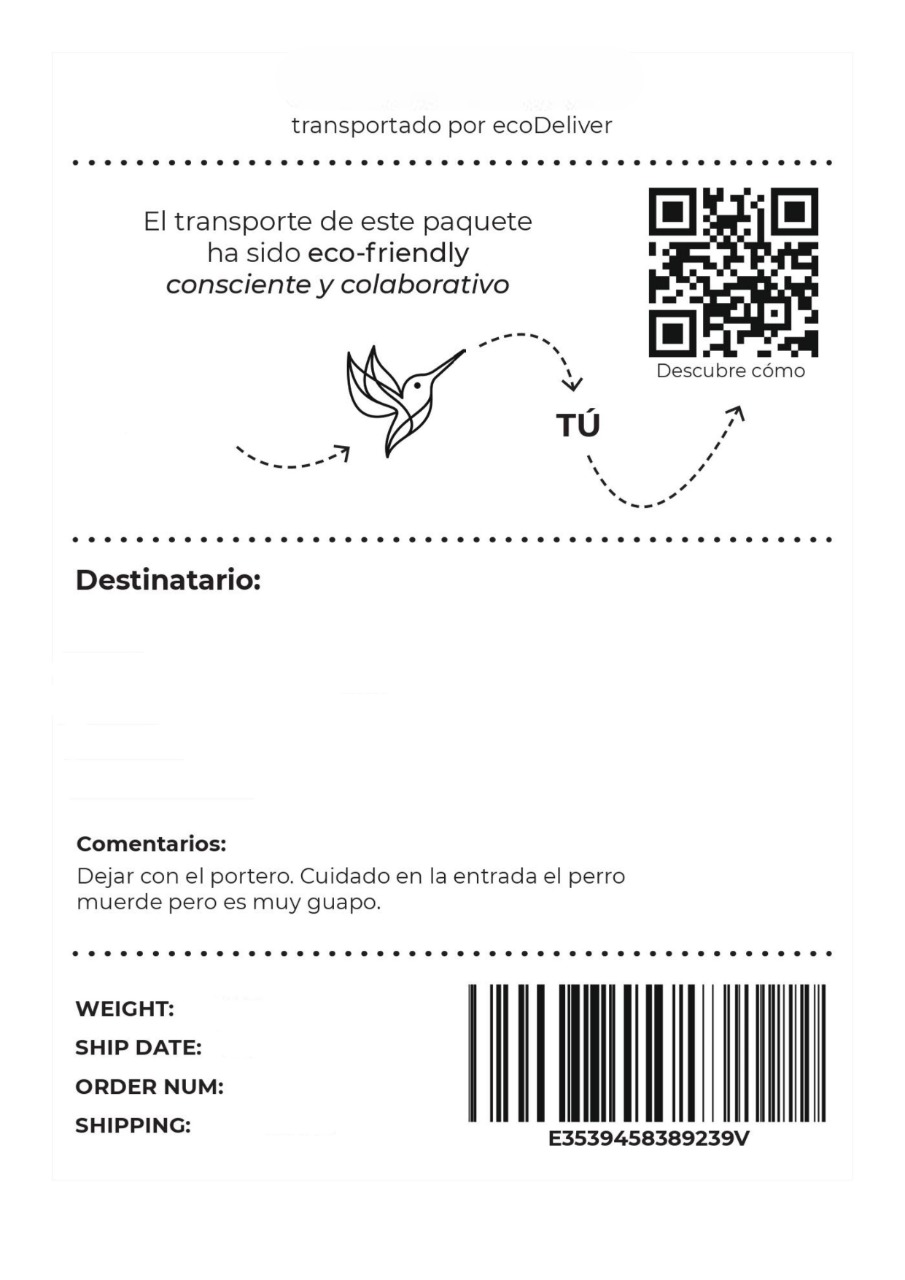 transportado por ecoDeliver
El transporte de este paquete
ha sido eco-friendly
consciente y colaborativo
Descubre cómo
TÚ
Destinatario:
Comentarios:
Dejar con el portero. Cuidado en la entrada el perro
muerde pero es muy guapo.
WEIGHT:
SHIP DATE:
ORDER NUM:
SHIPPING:
E3539458389239V